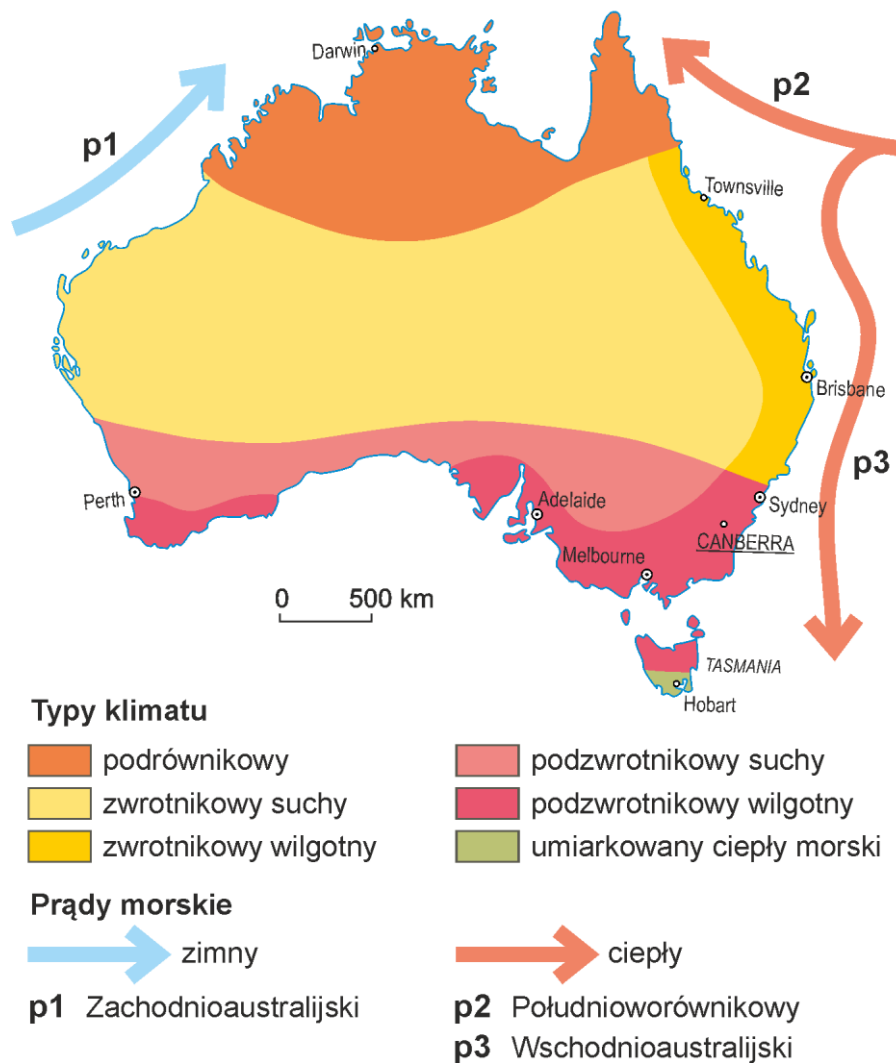 Darwin
p1
p2
Townsville
Brisbane
p3
Perth
Adelaide
Sydney
CANBERRA
Melbourne
0 500 km
TASMANIA
Hobart
Typy klimatu
podrównikowy
zwrotnikowy suchy
zwrotnikowy wilgotny
podzwrotnikowy suchy
podzwrotnikowy wilgotny
umiarkowany ciepły morski
Prądy morskie
zimny
p1 Zachodnioaustralijski
ciepły
p2 Południoworównikowy
p3 Wschodnioaustralijski